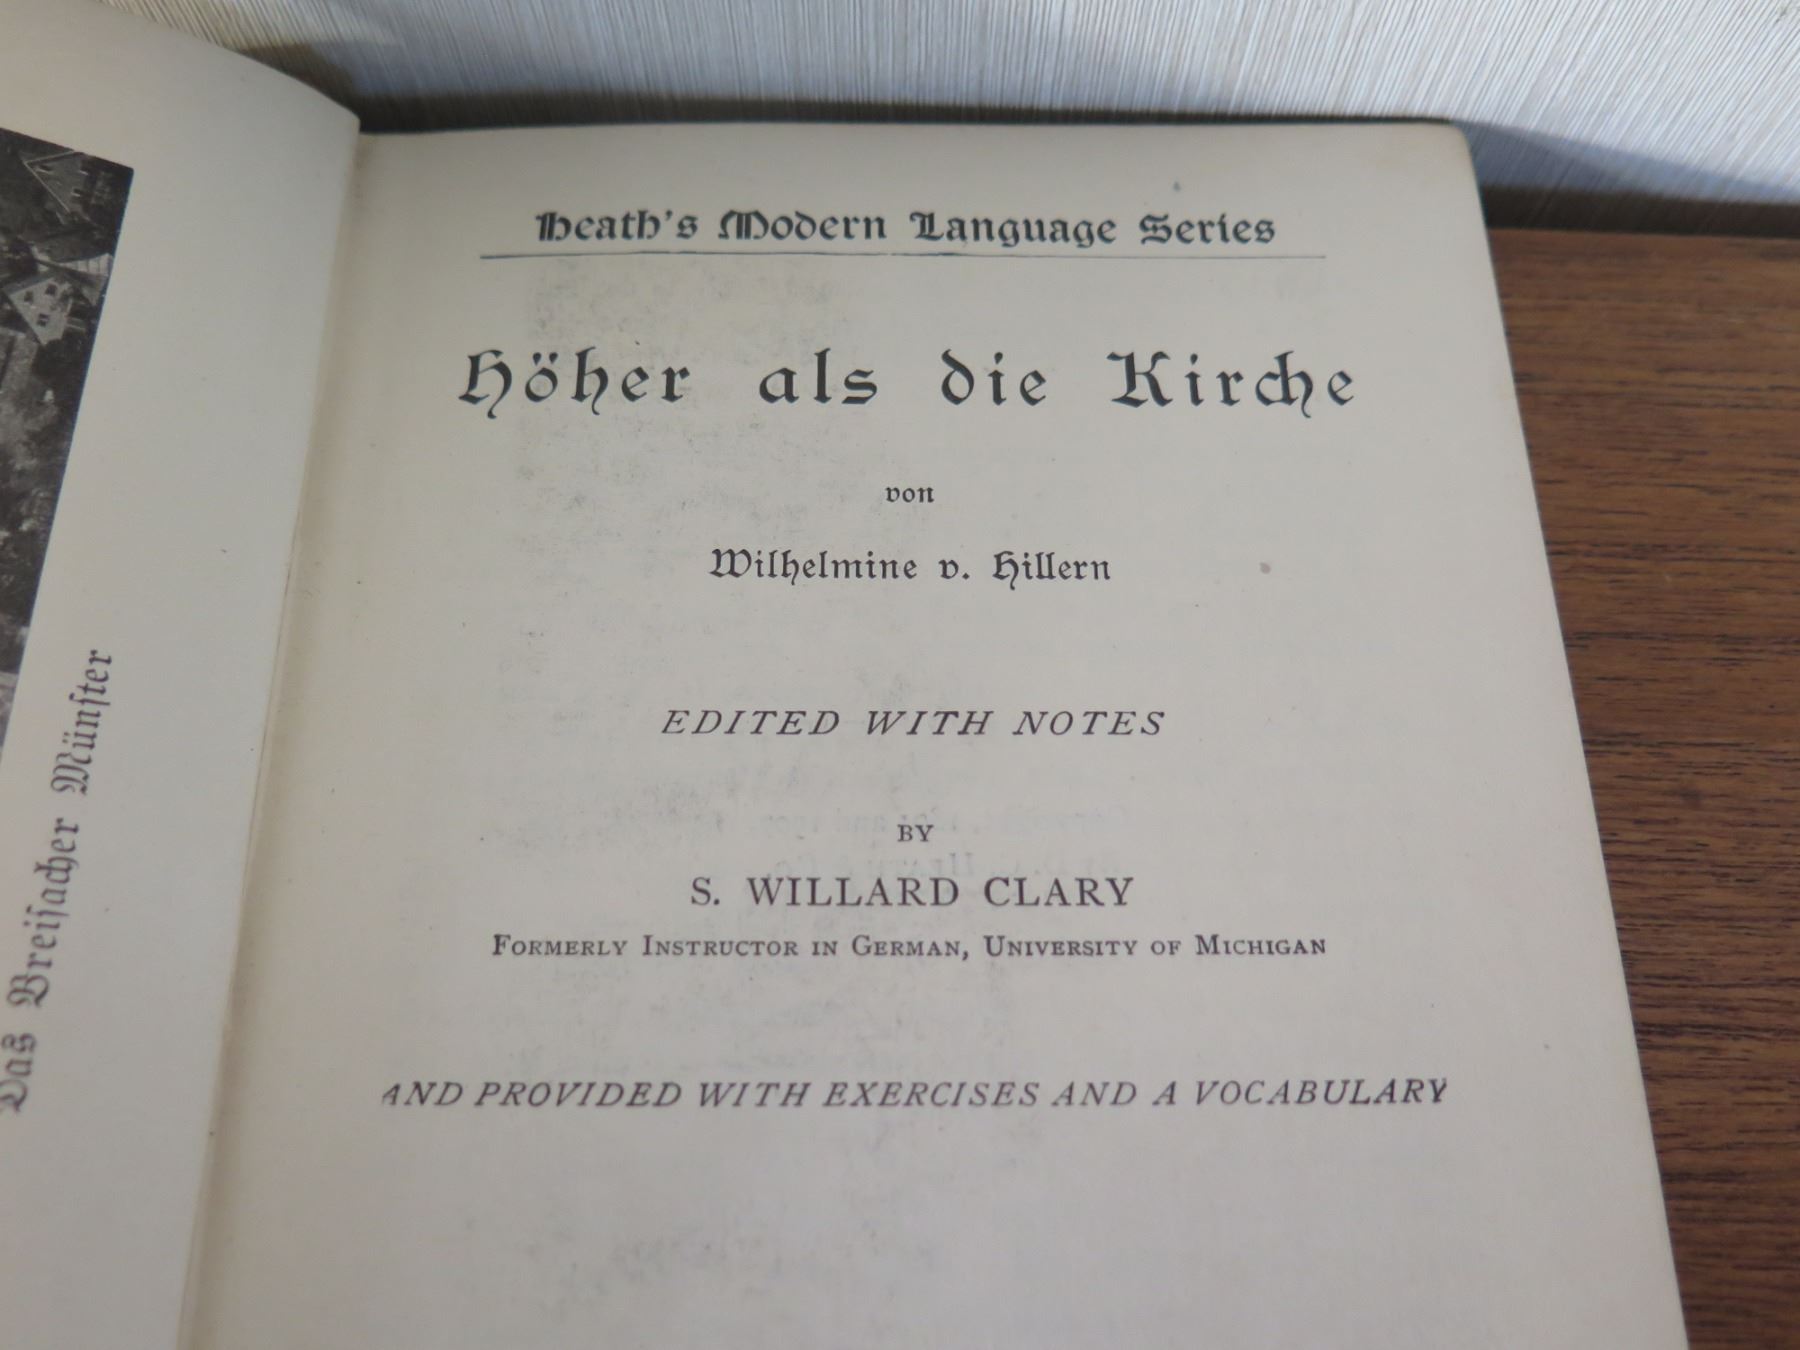 Das Breisacher Münster
Heath's Modern Language Series
Höher als die Kirche
von
Wilhelmine v. Hillern
EDITED WITH NOTES
BY
S. WILLARD CLARY
FORMERLY INSTRUCTOR IN GERMAN, UNIVERSITY OF MICHIGAN
AND PROVIDED WITH EXERCISES AND A VOCABULARY